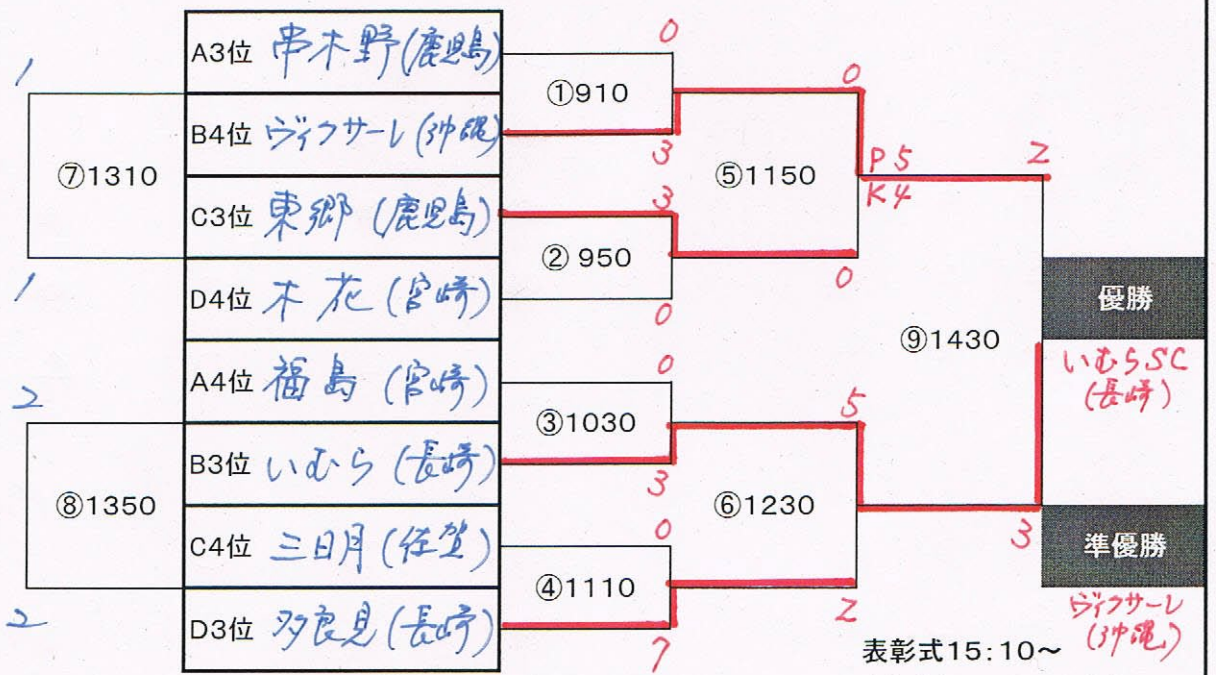 A3位 串木野(鹿児島)
B4位 ヴィクサーレ(沖縄)
C3位 東郷(鹿児島)
D4位 木花(宮崎)
A4位 福島(宮崎)
B3位 いむら(長崎)
C4位 三日月(佐賀)
D3位 多良見(長崎)
1
⑦1310
1
2
⑧1350
2
0
①910
3
3
② 950
0
0
③1030
3
0
④1110
7
0
⑤1150
0
P5
K4
5
⑥1230
2
2
⑨1430
3
優勝
いむらSC
(長崎)
準優勝
ヴィクサーレ
(沖縄)
表彰式15:10~